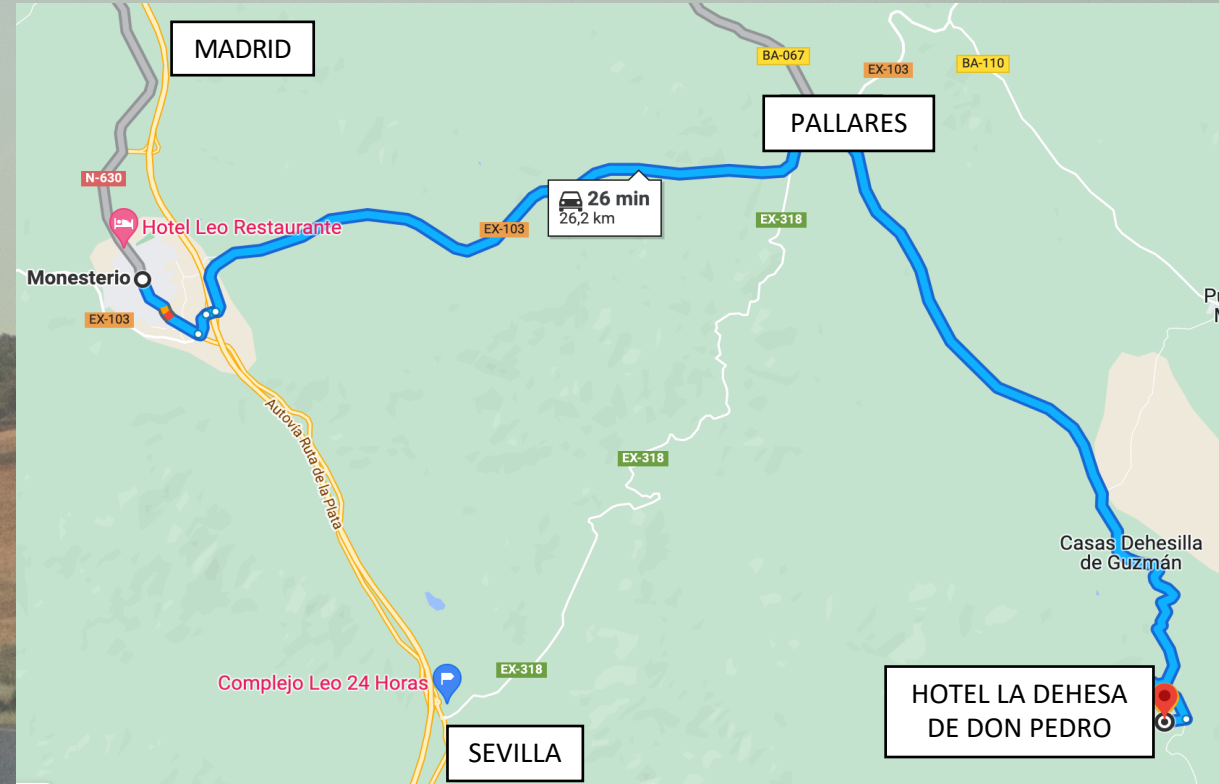 MADRID
BA-067
EX-103
BA-110
PALLARES
N-630
26 min
26,2 km
EX-318
Hotel Leo Restaurante
EX-103
Monesterio
EX-103
Autovía Ruta de la Plata
EX-318
Casas Dehesilla
de Guzmán
EX-318
Complejo Leo 24 Horas
HOTEL LA DEHESA
DE DON PEDRO
SEVILLA